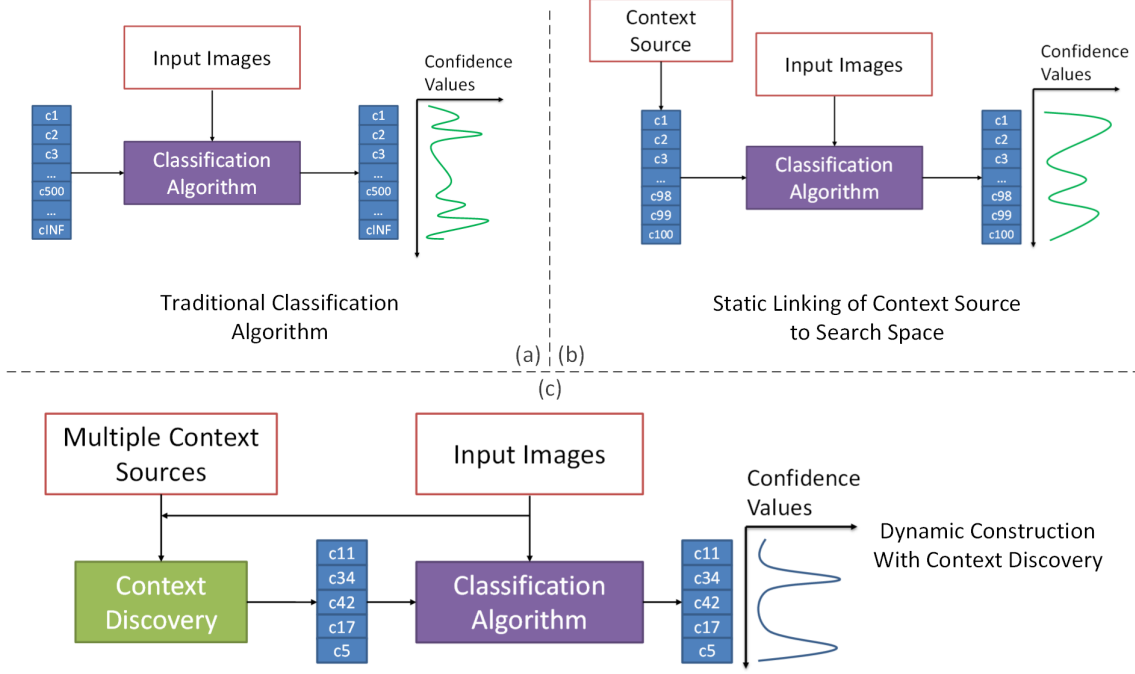 Input Images
Confidence
Values
c1
c2
c3
...
c500
...
cINF
Classification
Algorithm
c1
c2
c3
...
c500
...
cINF
Traditional Classification
Algorithm
(a)
Context
Source
Input Images
Confidence
Values
c1
c2
c3
...
c98
c99
c100
Classification
Algorithm
c1
c2
c3
...
c98
c99
c100
Static Linking of Context Source
to Search Space
(b)
(c)
Multiple Context
Sources
Input Images
Confidence
Values
Context
Discovery
c11
c34
c42
c17
c5
Classification
Algorithm
c11
c34
c42
c17
c5
Dynamic Construction
With Context Discovery